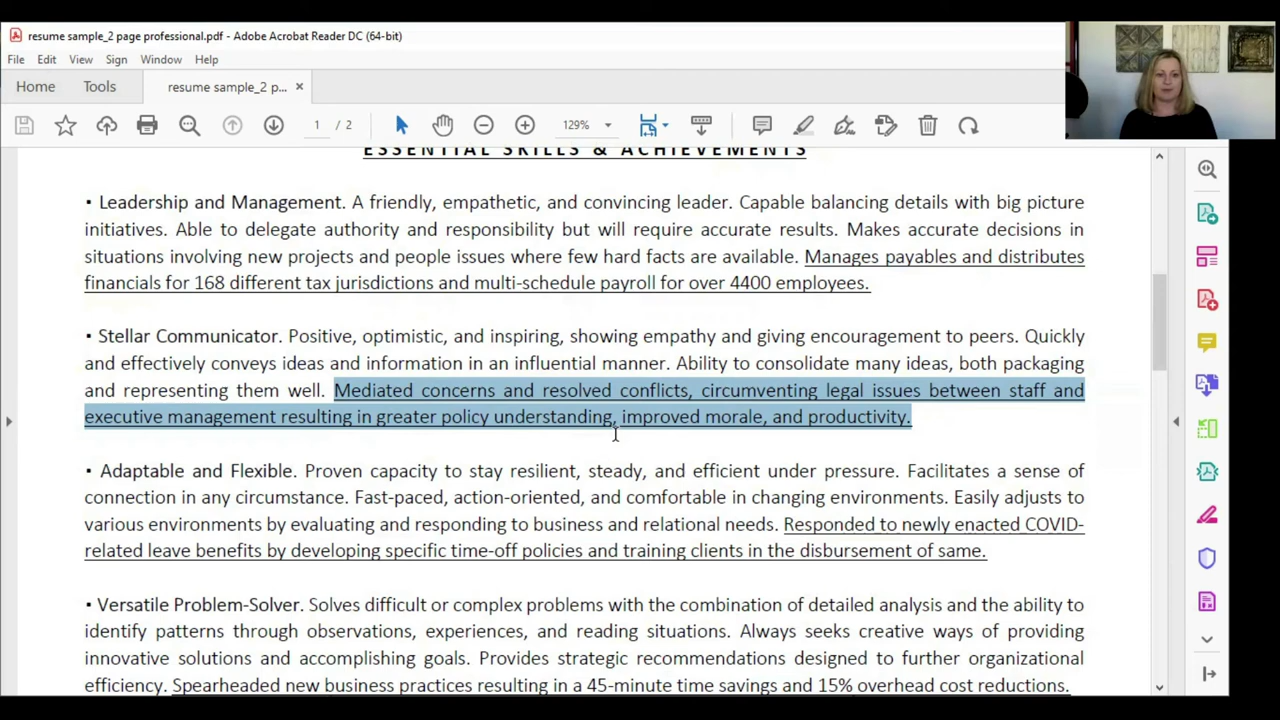 resume sample_2 page professional.pdf - Adobe Acrobat Reader DC (64-bit)
File Edit View Sign Window Help
Home Tools resume sample_2 p... ×
1 / 2 129%
ESSENTIAL SKILLS & ACHIEVEMENTS
▪ Leadership and Management. A friendly, empathetic, and convincing leader. Capable balancing details with big picture
initiatives. Able to delegate authority and responsibility but will require accurate results. Makes accurate decisions in
situations involving new projects and people issues where few hard facts are available. Manages payables and distributes
financials for 168 different tax jurisdictions and multi-schedule payroll for over 4400 employees.
▪ Stellar Communicator. Positive, optimistic, and inspiring, showing empathy and giving encouragement to peers. Quickly
and effectively conveys ideas and information in an influential manner. Ability to consolidate many ideas, both packaging
and representing them well. Mediated concerns and resolved conflicts, circumventing legal issues between staff and
executive management resulting in greater policy understanding, improved morale, and productivity.
▪ Adaptable and Flexible. Proven capacity to stay resilient, steady, and efficient under pressure. Facilitates a sense of
connection in any circumstance. Fast-paced, action-oriented, and comfortable in changing environments. Easily adjusts to
various environments by evaluating and responding to business and relational needs. Responded to newly enacted COVID-
related leave benefits by developing specific time-off policies and training clients in the disbursement of same.
▪ Versatile Problem-Solver. Solves difficult or complex problems with the combination of detailed analysis and the ability to
identify patterns through observations, experiences, and reading situations. Always seeks creative ways of providing
innovative solutions and accomplishing goals. Provides strategic recommendations designed to further organizational
efficiency. Spearheaded new business practices resulting in a 45-minute time savings and 15% overhead cost reductions.